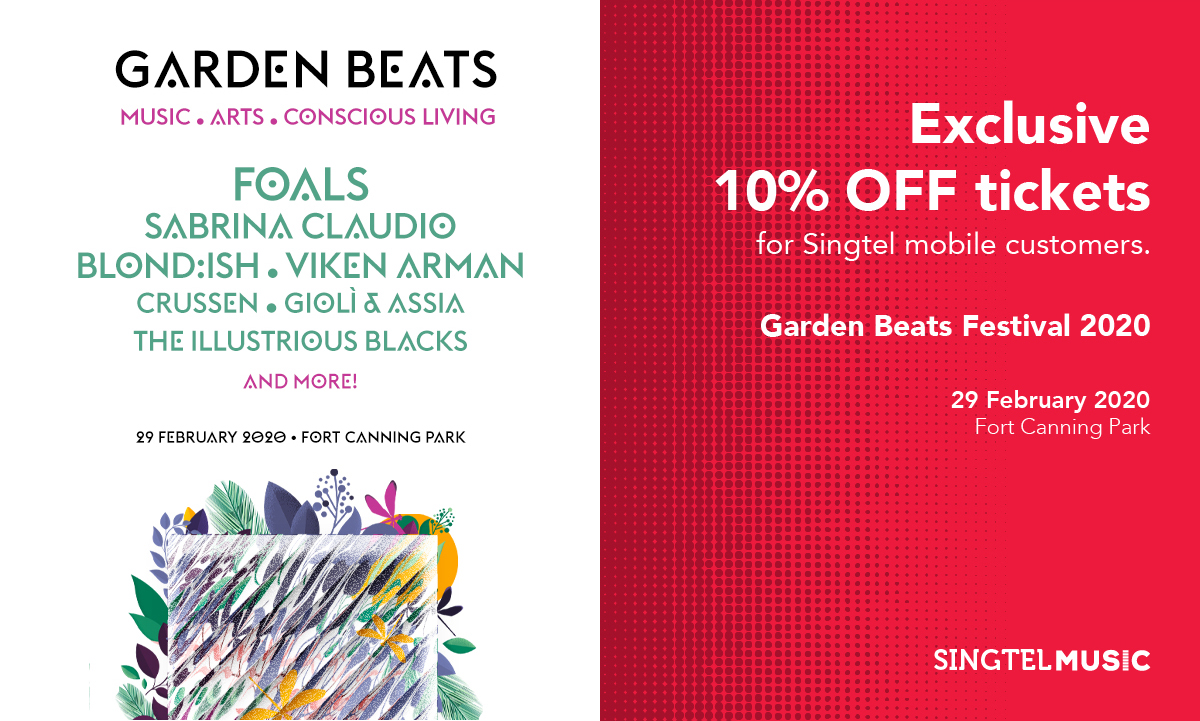 GARDEN BEATS
MUSIC . ARTS . CONSCIOUS LIVING
FOALS
SABRINA CLAUDIO
BLOND:ISH . VIKEN ARMAN
CRUSSEN . GIOLÌ & ASSIA
THE ILLUSTRIOUS BLACKS
AND MORE!
29 FEBRUARY 2020 • FORT CANNING PARK
Exclusive
10% OFF tickets
for Singtel mobile customers.
Garden Beats Festival 2020
29 February 2020
Fort Canning Park
SINGTEL MUSIC